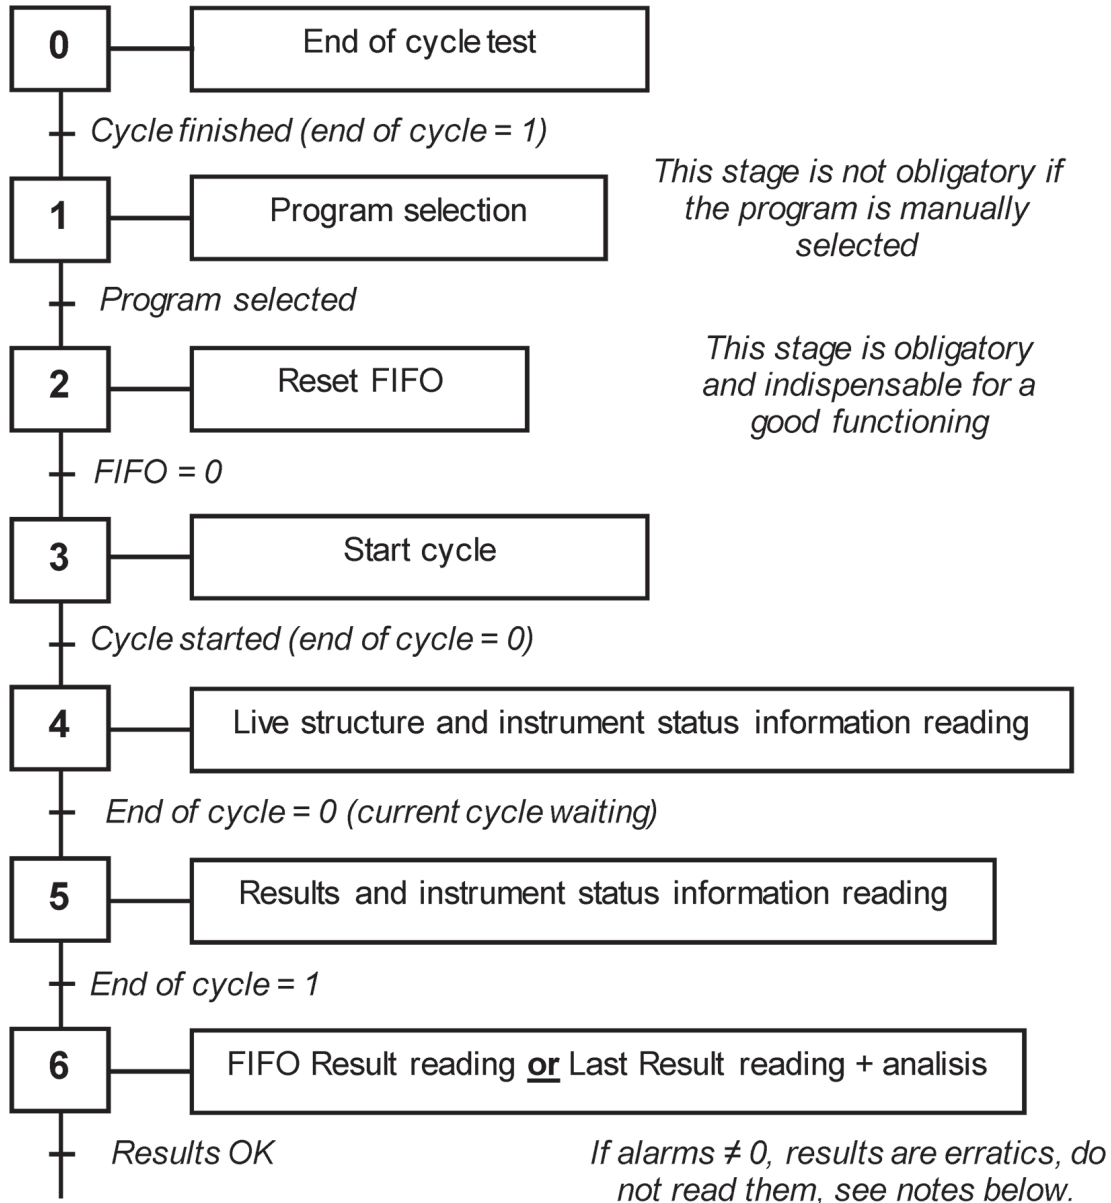 0
End of cycle test
Cycle finished (end of cycle = 1)
1
Program selection
This stage is not obligatory if
the program is manually
selected
Program selected
2
Reset FIFO
This stage is obligatory
and indispensable for a
good functioning
FIFO = 0
3
Start cycle
Cycle started (end of cycle = 0)
4
Live structure and instrument status information reading
End of cycle = 0 (current cycle waiting)
5
Results and instrument status information reading
End of cycle = 1
6
FIFO Result reading or Last Result reading + analisis
Results OK
If alarms ≠ 0, results are erratics, do
not read them, see notes below.